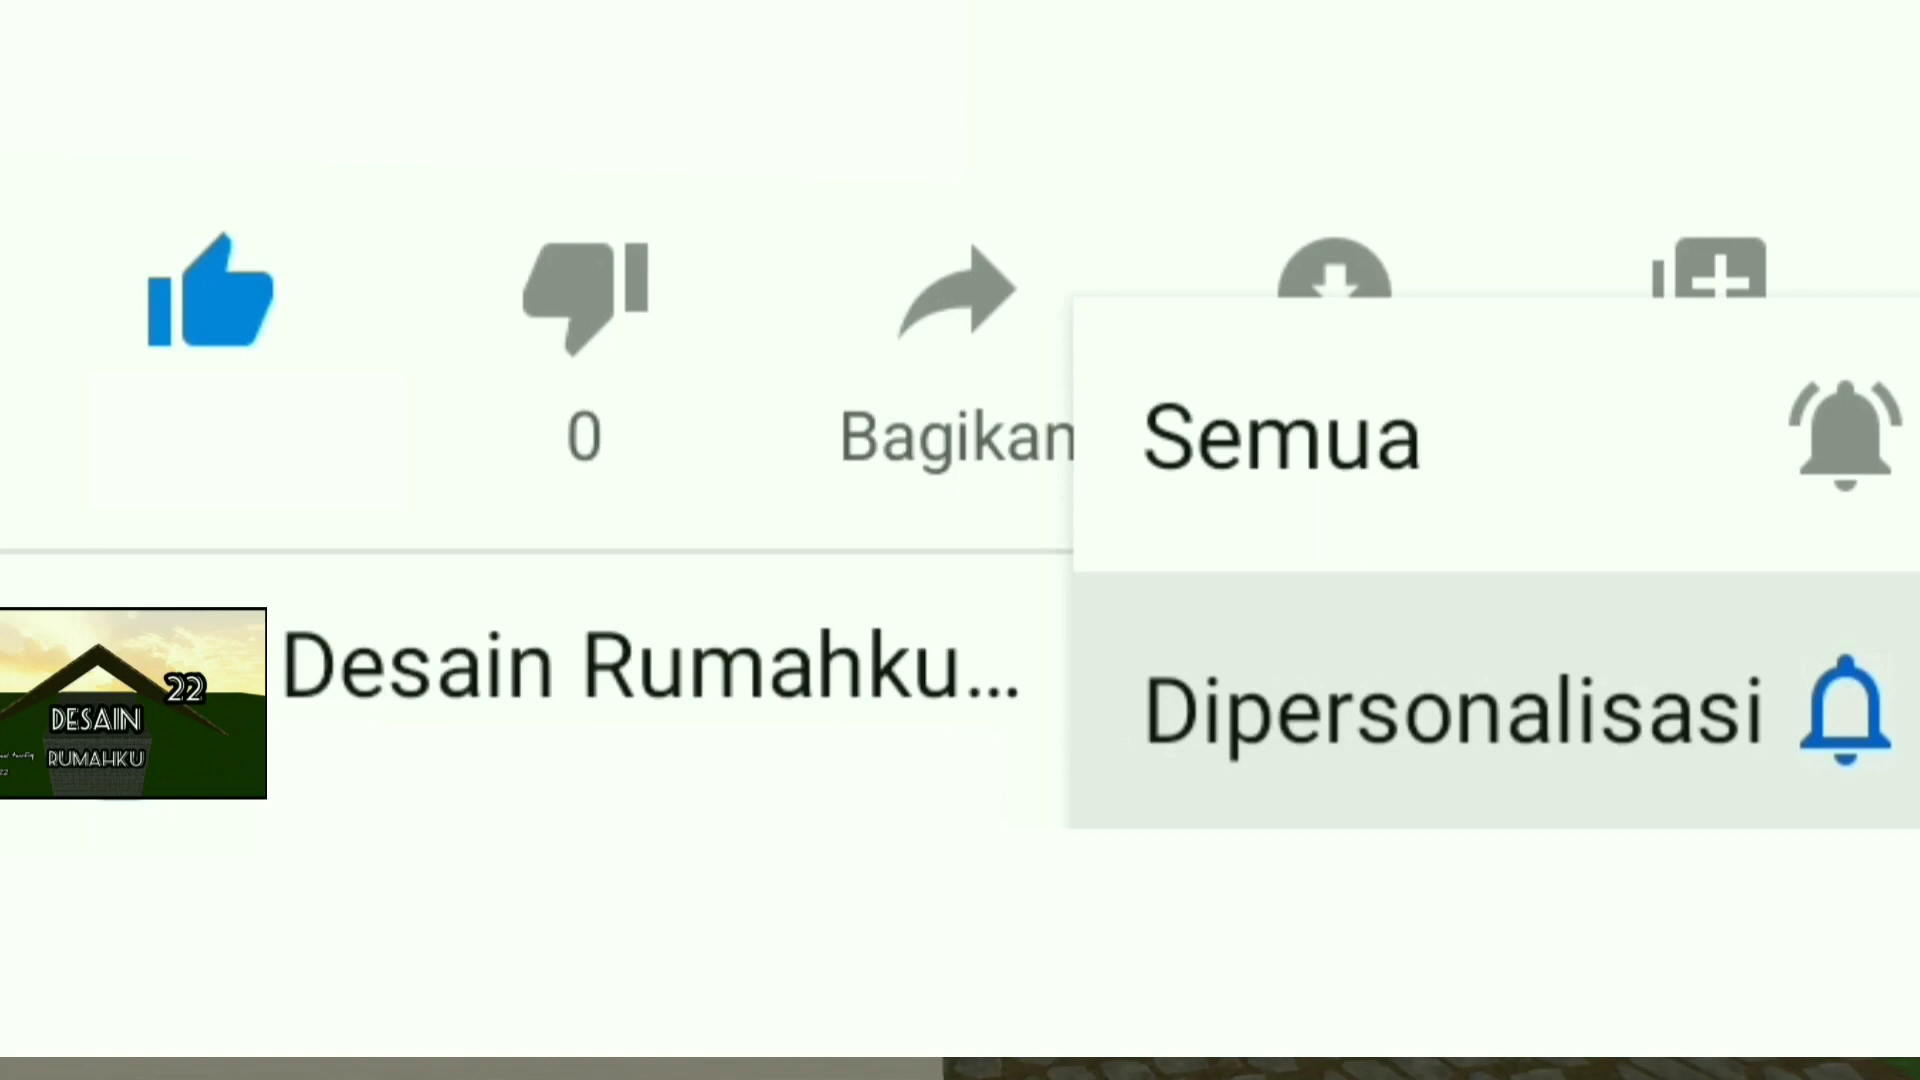 0
Bagikan
Semua
Desain Rumahku...
Dipersonalisasi
22
DESAIN
RUMAHKU